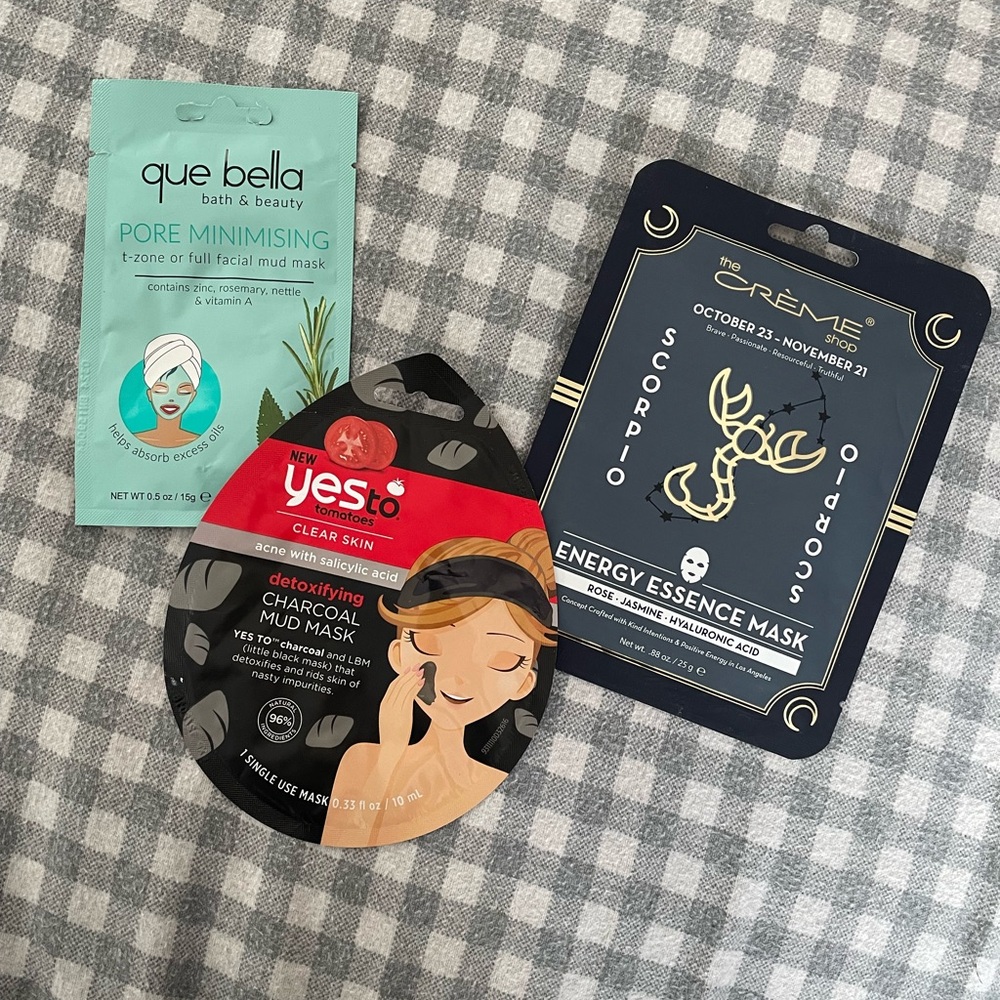 que bella
bath & beauty
PORE MINIMISING
t-zone or full facial mud mask
contains zinc, rosemary, nettle
& vitamin A
helps absorb excess oils
NET WT 0.5 oz / 15g ℮
NEW
yesto
tomatoes®
CLEAR SKIN
acne with salicylic acid
detoxifying
CHARCOAL
MUD MASK
YES TO™ charcoal and LBM
(little black mask) that
detoxifies and rids skin of
nasty impurities.
NATURAL
96%
INGREDIENTS
1 SINGLE USE MASK 0.33 fl oz / 10 mL
the
CRÈME®
shop
OCTOBER 23 - NOVEMBER 21
Brave · Passionate · Resourceful · Truthful
SCORPIO
SCORPIO
ENERGY ESSENCE MASK
ROSE · JASMINE · HYALURONIC ACID
Concept Crafted with Kind Intentions & Positive Energy in Los Angeles
Net wt. .88 oz. / 25 g ℮